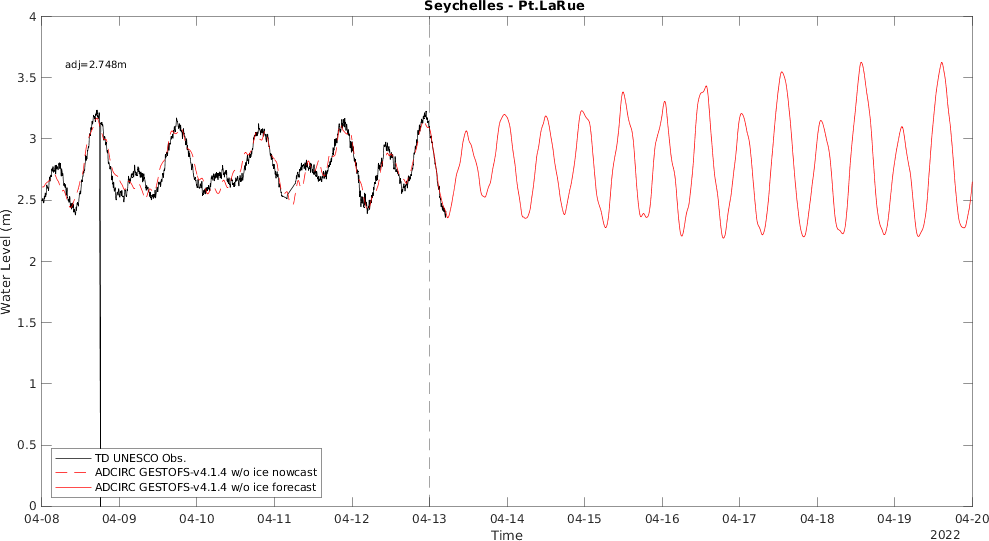 Seychelles - Pt.LaRue
adj=2.748m
Water Level (m)
4
3.5
3
2.5
2
1.5
1
0.5
0
TD UNESCO Obs.
ADCIRC GESTOFS-v4.1.4 w/o ice nowcast
ADCIRC GESTOFS-v4.1.4 w/o ice forecast
04-08 04-09 04-10 04-11 04-12 04-13 04-14 04-15 04-16 04-17 04-18 04-19 04-20
Time
2022